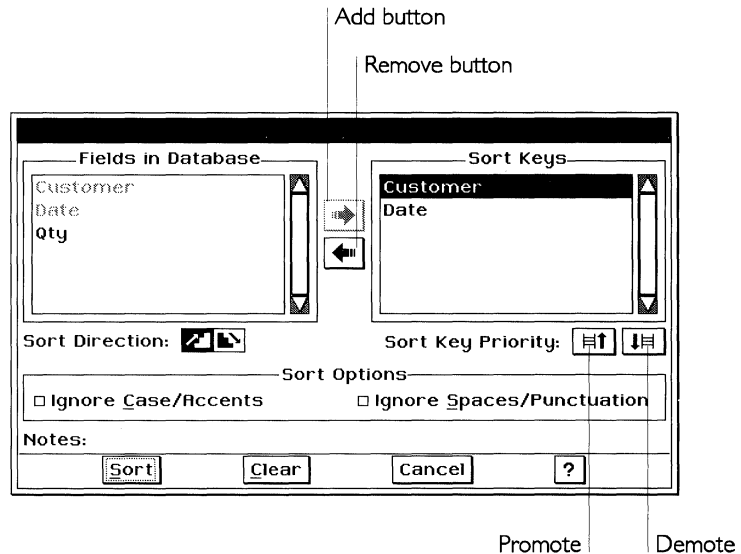 Add button
Remove button
Fields in Database
Sort Keys
Customer
Date
Qty
Customer
Date
Sort Direction:
Sort Key Priority:
Sort Options
Ignore Case/Accents
Ignore Spaces/Punctuation
Notes:
Sort
Clear
Cancel
?
Promote
Demote